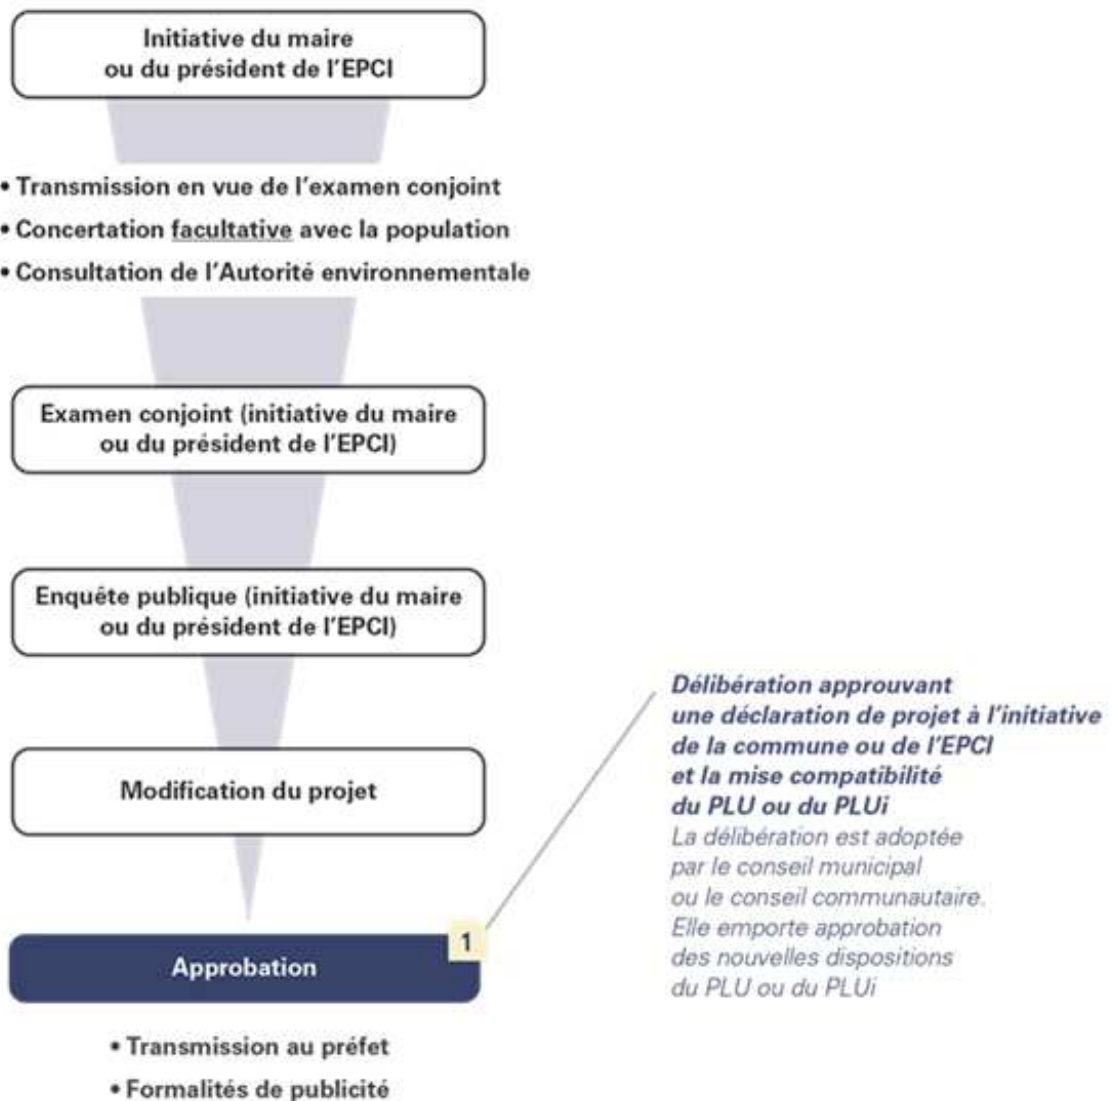 Initiative du maire
ou du président de l'EPCI
• Transmission en vue de l'examen conjoint
• Concertation facultative avec la population
• Consultation de l'Autorité environnementale
Examen conjoint (initiative du maire
ou du président de l'EPCI)
Enquête publique (initiative du maire
ou du président de l'EPCI)
Modification du projet
1
Approbation
• Transmission au préfet
• Formalités de publicité
Délibération approuvant
une déclaration de projet à l'initiative
de la commune ou de l'EPCI
et la mise compatibilité
du PLU ou du PLUi
La délibération est adoptée
par le conseil municipal
ou le conseil communautaire.
Elle emporte approbation
des nouvelles dispositions
du PLU ou du PLUi